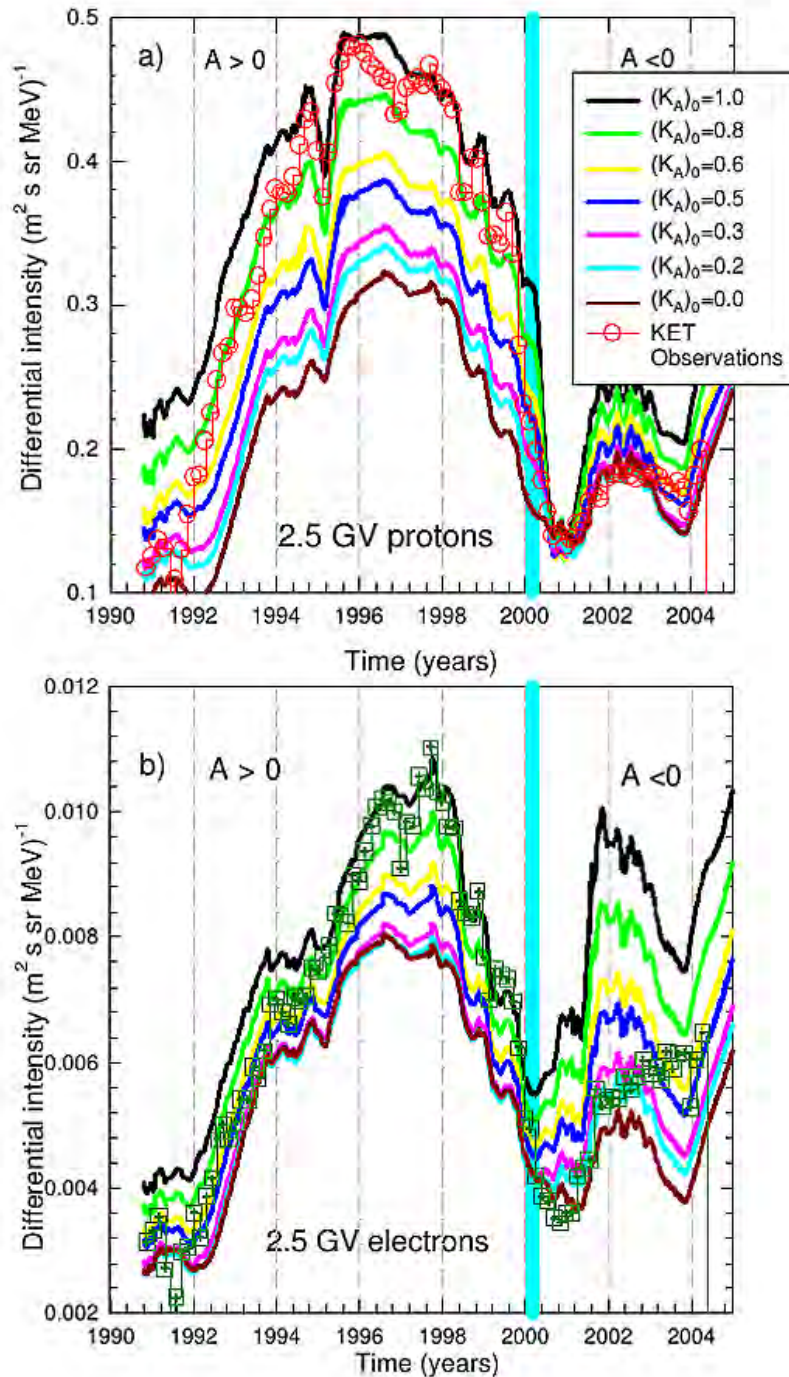 a)
A > 0
A <0
(K_A)_0=1.0
(K_A)_0=0.8
(K_A)_0=0.6
(K_A)_0=0.5
(K_A)_0=0.3
(K_A)_0=0.2
(K_A)_0=0.0
KET
Observations
2.5 GV protons
Differential intensity (m² s sr MeV)⁻¹
0.5
0.4
0.3
0.2
0.1
1990 1992 1994 1996 1998 2000 2002 2004
Time (years)
b)
A > 0
A <0
2.5 GV electrons
Differential intensity (m² s sr MeV)⁻¹
0.012
0.010
0.008
0.006
0.004
0.002
1990 1992 1994 1996 1998 2000 2002 2004
Time (years)